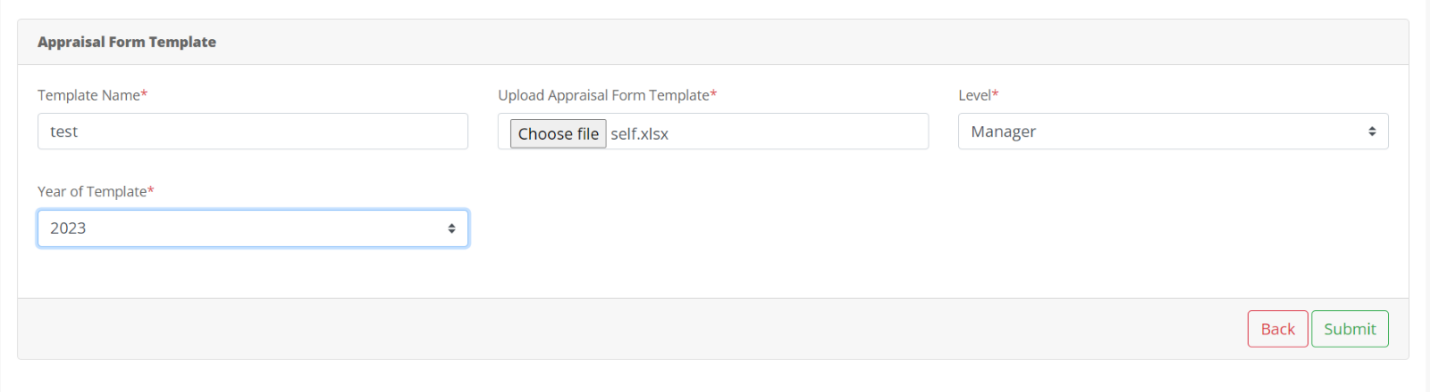 Appraisal Form Template
Template Name* Upload Appraisal Form Template* Level*
test Choose file self.xlsx Manager
Year of Template*
2023
Back Submit